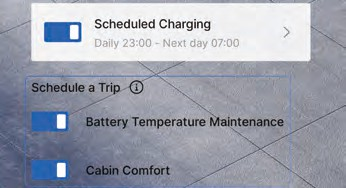 Scheduled Charging
Daily 23:00 - Next day 07:00
Schedule a Trip
Battery Temperature Maintenance
Cabin Comfort